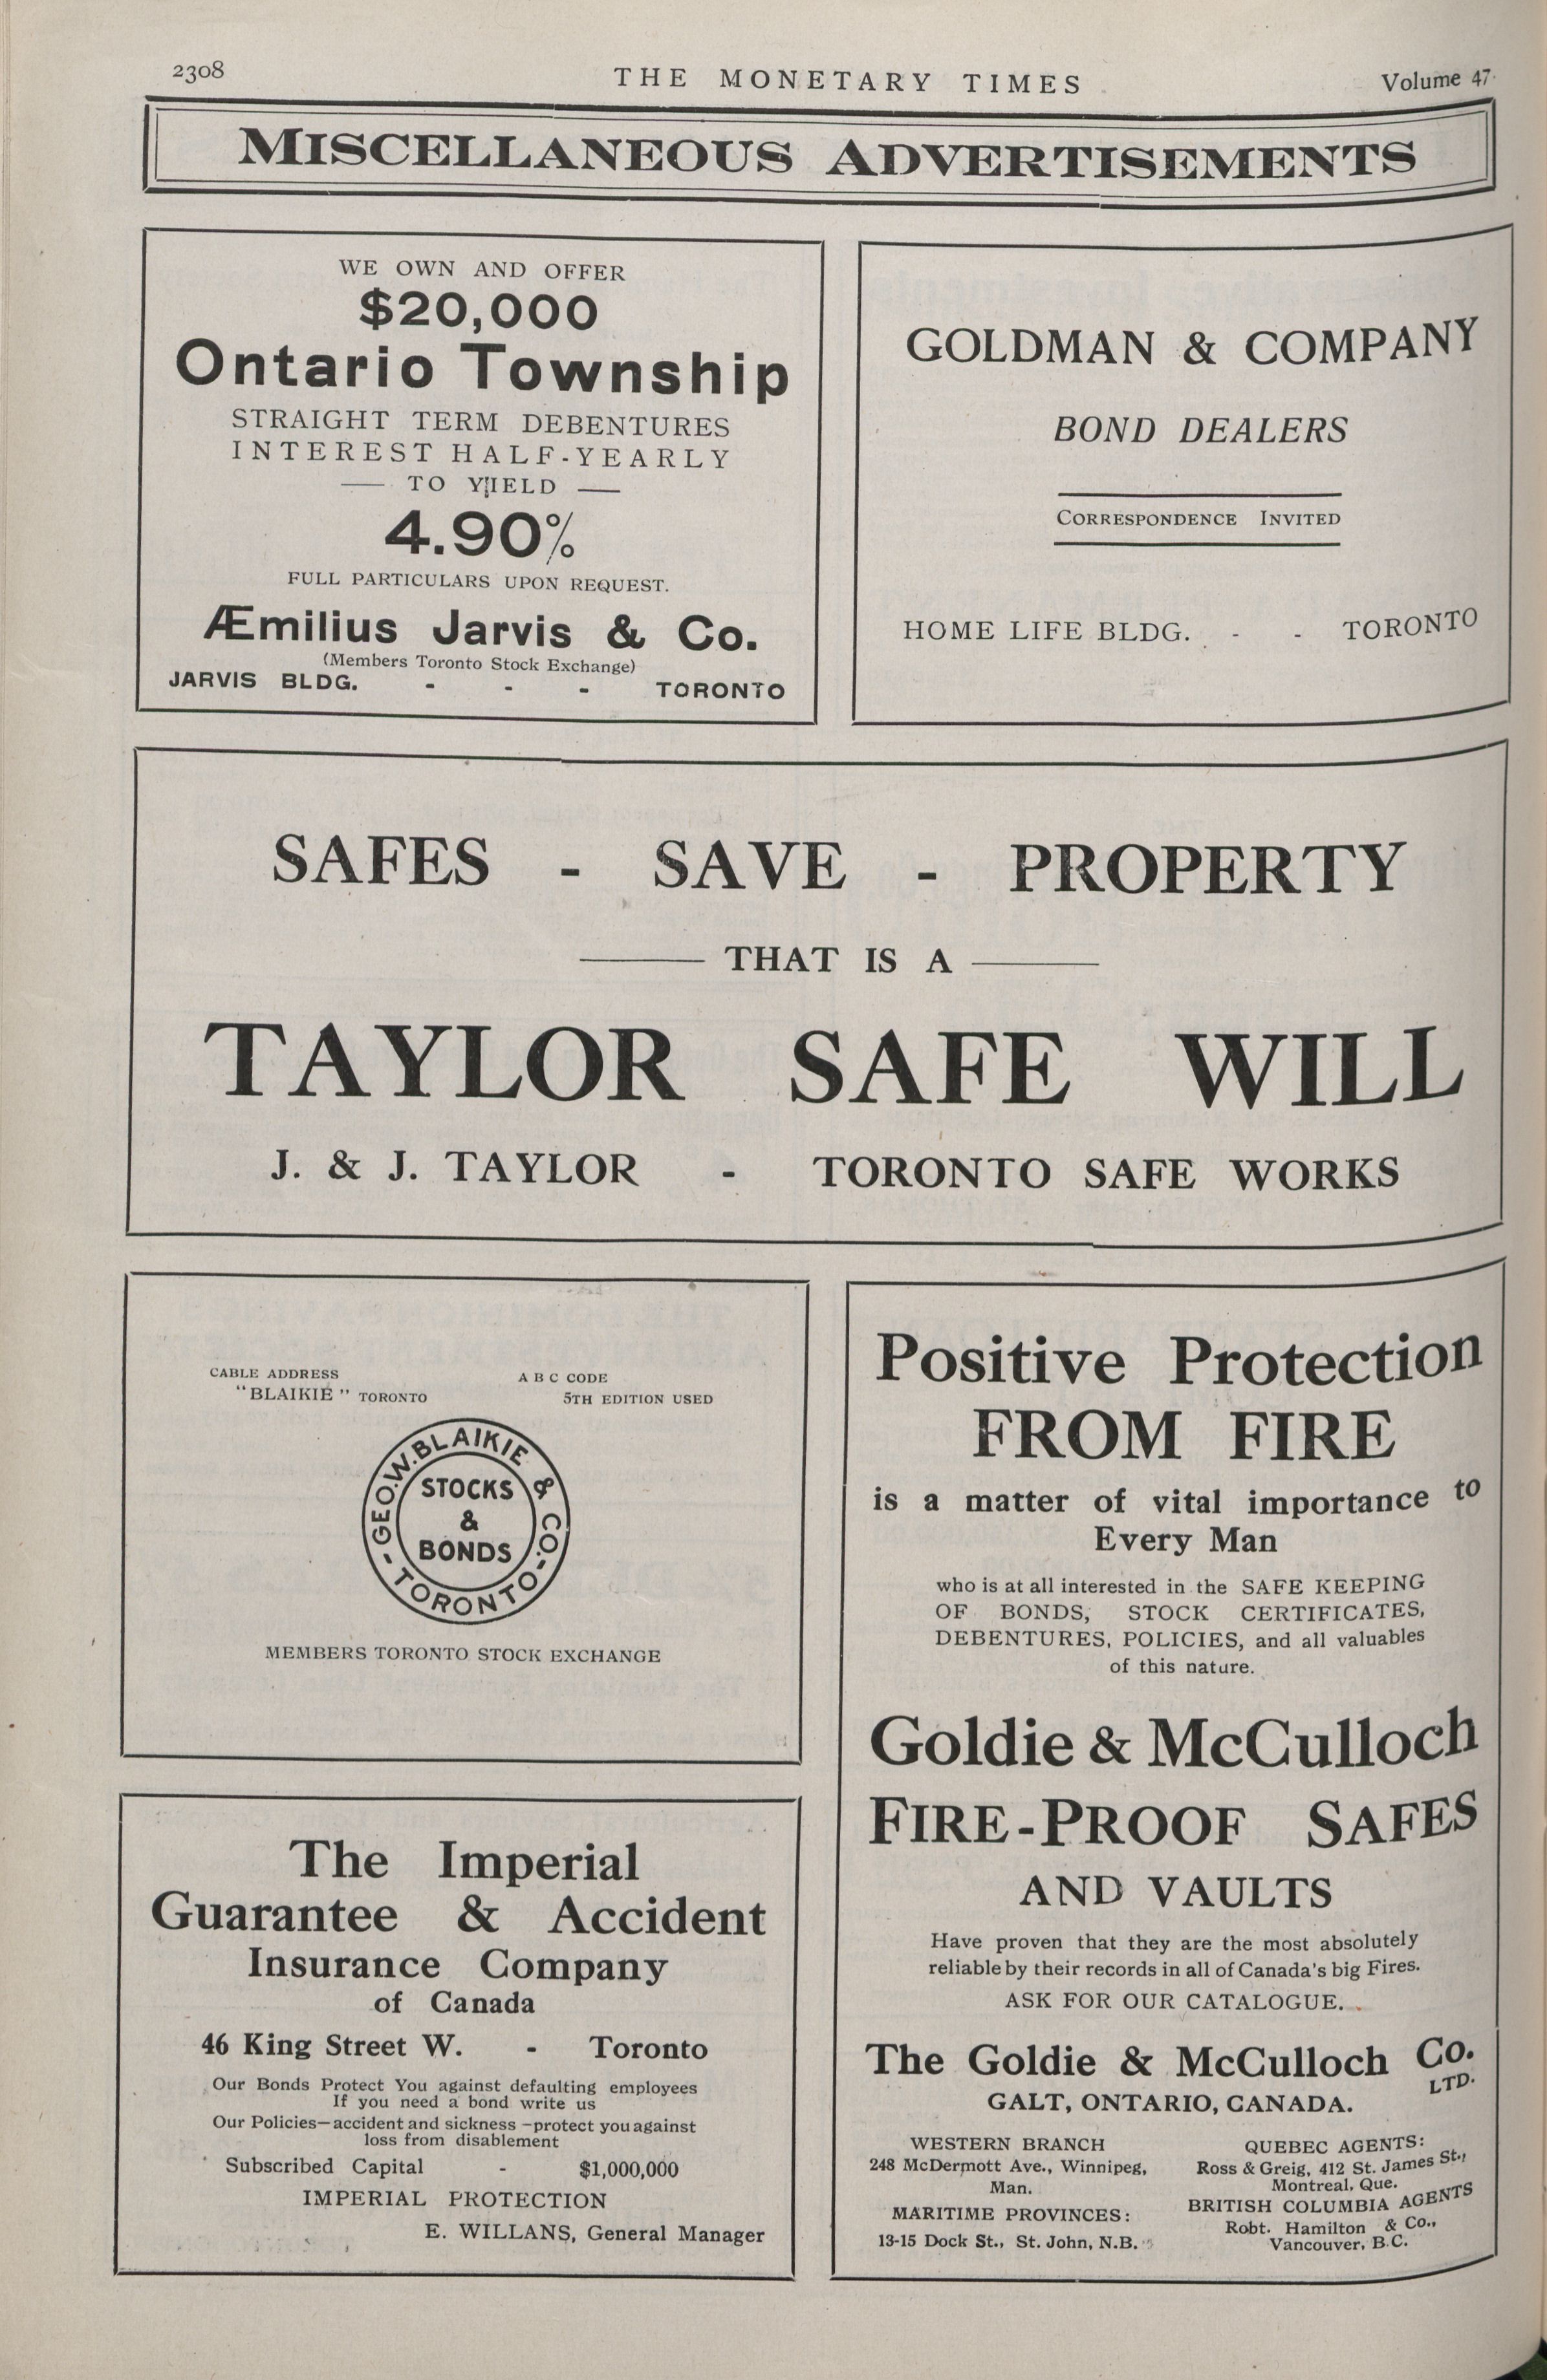 2308
THE MONETARY TIMES
Volume 47
MISCELLANEOUS ADVERTISEMENTS
WE OWN AND OFFER
$20,000
Ontario Township
STRAIGHT TERM DEBENTURES
INTEREST HALF-YEARLY
— TO YIELD —
4.90%
FULL PARTICULARS UPON REQUEST.
Æmilius Jarvis & Co.
(Members Toronto Stock Exchange)
JARVIS BLDG. - - - TORONTO
GOLDMAN & COMPANY
BOND DEALERS
CORRESPONDENCE INVITED
HOME LIFE BLDG. - - TORONTO
SAFES - SAVE - PROPERTY
— THAT IS A —
TAYLOR SAFE WILL
J. & J. TAYLOR - TORONTO SAFE WORKS
CABLE ADDRESS
"BLAIKIE" TORONTO
A B C CODE
5TH EDITION USED
GEO. W. BLAIKIE & CO. - TORONTO -
STOCKS
&
BONDS
MEMBERS TORONTO STOCK EXCHANGE
The Imperial
Guarantee & Accident
Insurance Company
of Canada
46 King Street W. - Toronto
Our Bonds Protect You against defaulting employees
If you need a bond write us
Our Policies—accident and sickness—protect you against
loss from disablement
Subscribed Capital - $1,000,000
IMPERIAL PROTECTION
E. WILLANS, General Manager
Positive Protection
FROM FIRE
is a matter of vital importance to
Every Man
who is at all interested in the SAFE KEEPING
OF BONDS, STOCK CERTIFICATES,
DEBENTURES, POLICIES, and all valuables
of this nature.
Goldie & McCulloch
FIRE-PROOF SAFES
AND VAULTS
Have proven that they are the most absolutely
reliable by their records in all of Canada's big Fires.
ASK FOR OUR CATALOGUE.
The Goldie & McCulloch Co. LTD.
GALT, ONTARIO, CANADA.
WESTERN BRANCH
248 McDermott Ave., Winnipeg,
Man.
MARITIME PROVINCES:
13-15 Dock St., St. John, N.B.
QUEBEC AGENTS:
Ross & Greig, 412 St. James St.,
Montreal, Que.
BRITISH COLUMBIA AGENTS
Robt. Hamilton & Co.,
Vancouver, B.C.